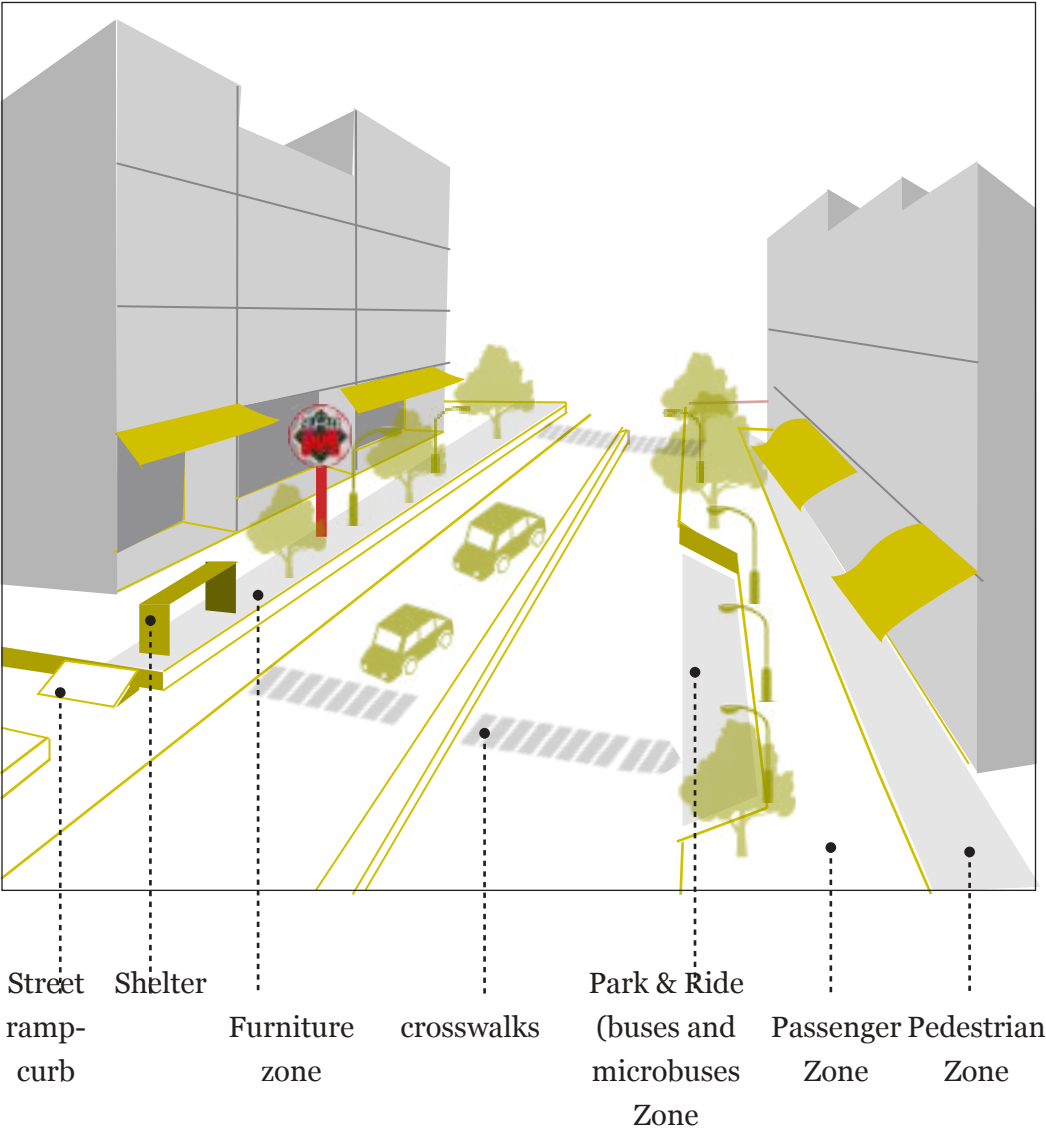 Street
ramp-
curb
Shelter
Furniture
zone
crosswalks
Park & Ride
(buses and
microbuses
Zone
Passenger
Zone
Pedestrian
Zone